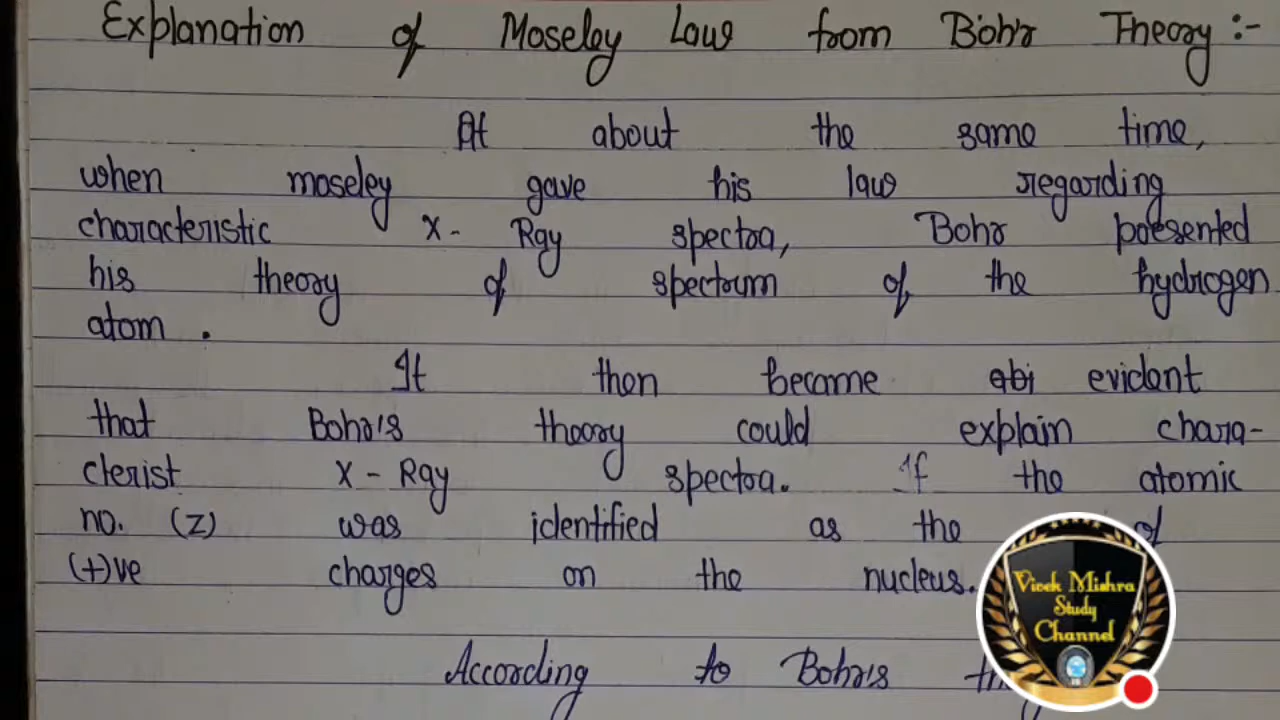 Explanation of Moseley Law from Bohr Theory :-
At about the same time,
when moseley gave his law regarding
characteristic X- Ray spectra, Bohr presented
his theory of spectrum of the hydrogen
atom .
It then became obi evident
that Bohr's theory could explain chara-
cterist X - Ray spectra. If the atomic
no. (Z) was identified as the of
(+)ve charges on the nucleus.
According to Bohr's
Vivek Mishra
Study
Channel